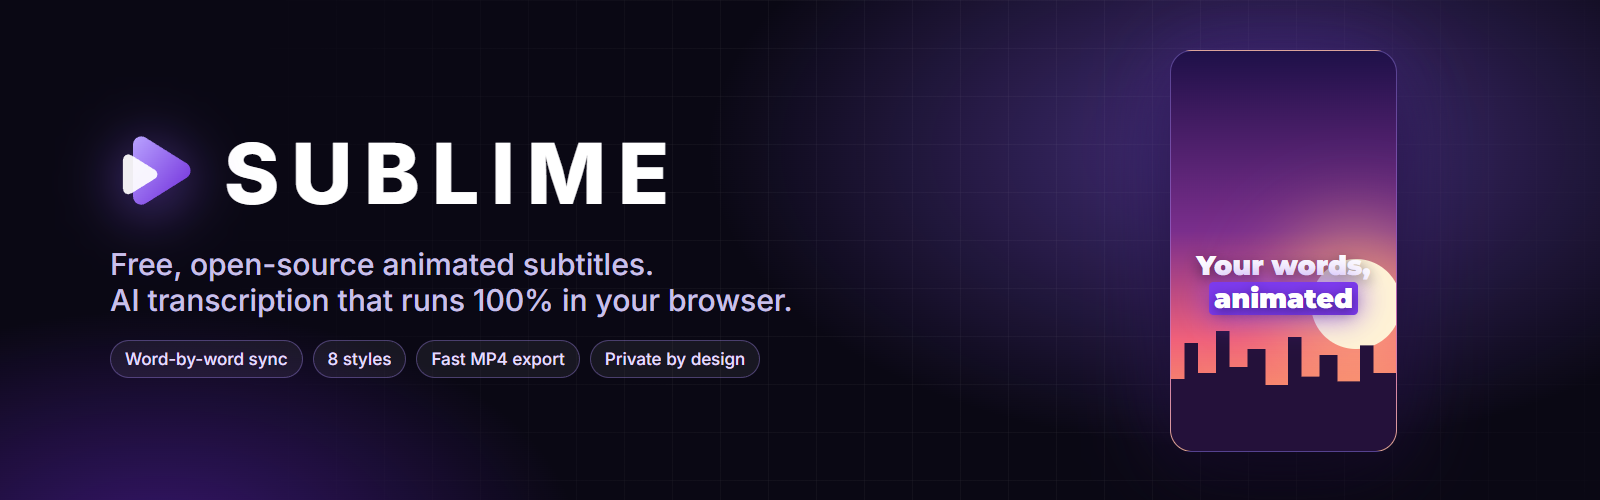 SUBLIME
Free, open-source animated subtitles.
AI transcription that runs 100% in your browser.
Word-by-word sync
8 styles
Fast MP4 export
Private by design
Your words,
animated